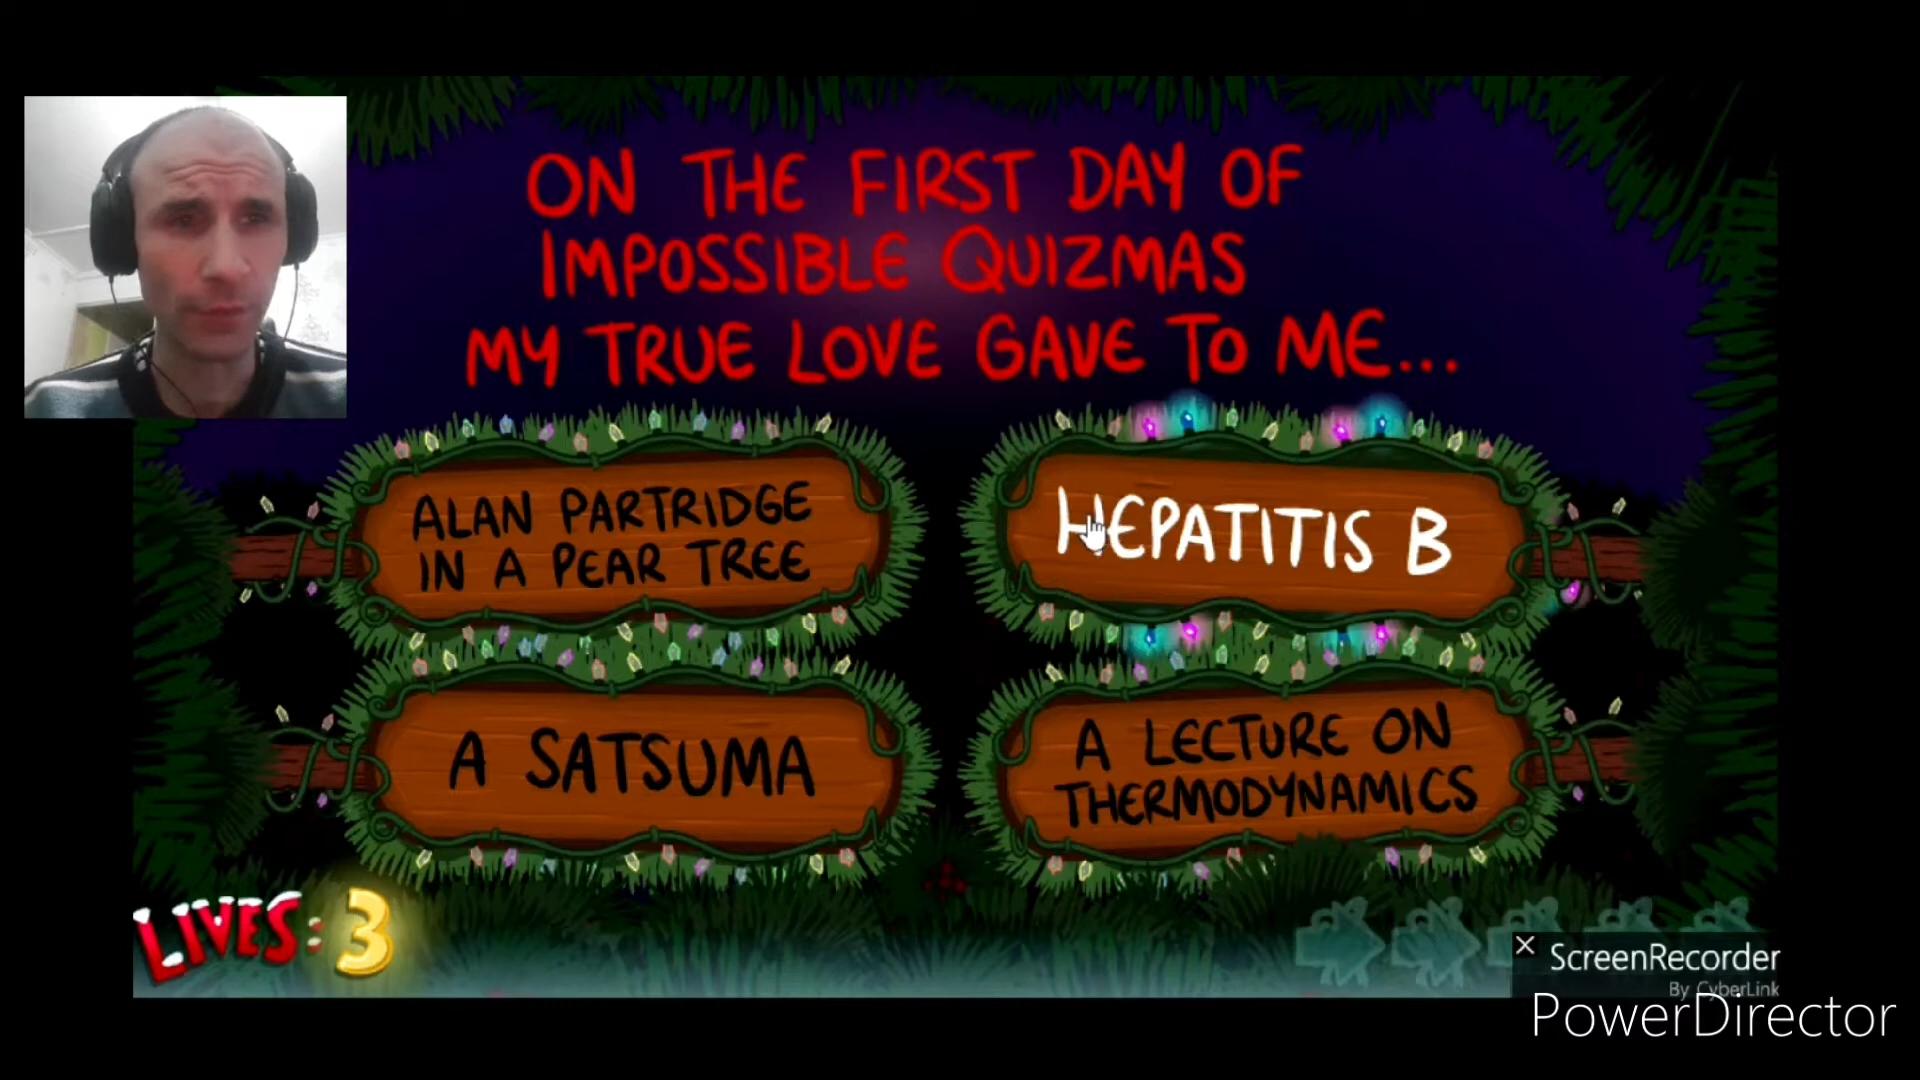 ON THE FIRST DAY OF
IMPOSSIBLE QUIZMAS
MY TRUE LOVE GAVE TO ME...
ALAN PARTRIDGE
IN A PEAR TREE
HEPATITIS B
A SATSUMA
A LECTURE ON
THERMODYNAMICS
LIVES: 3
ScreenRecorder
By CyberLink
PowerDirector